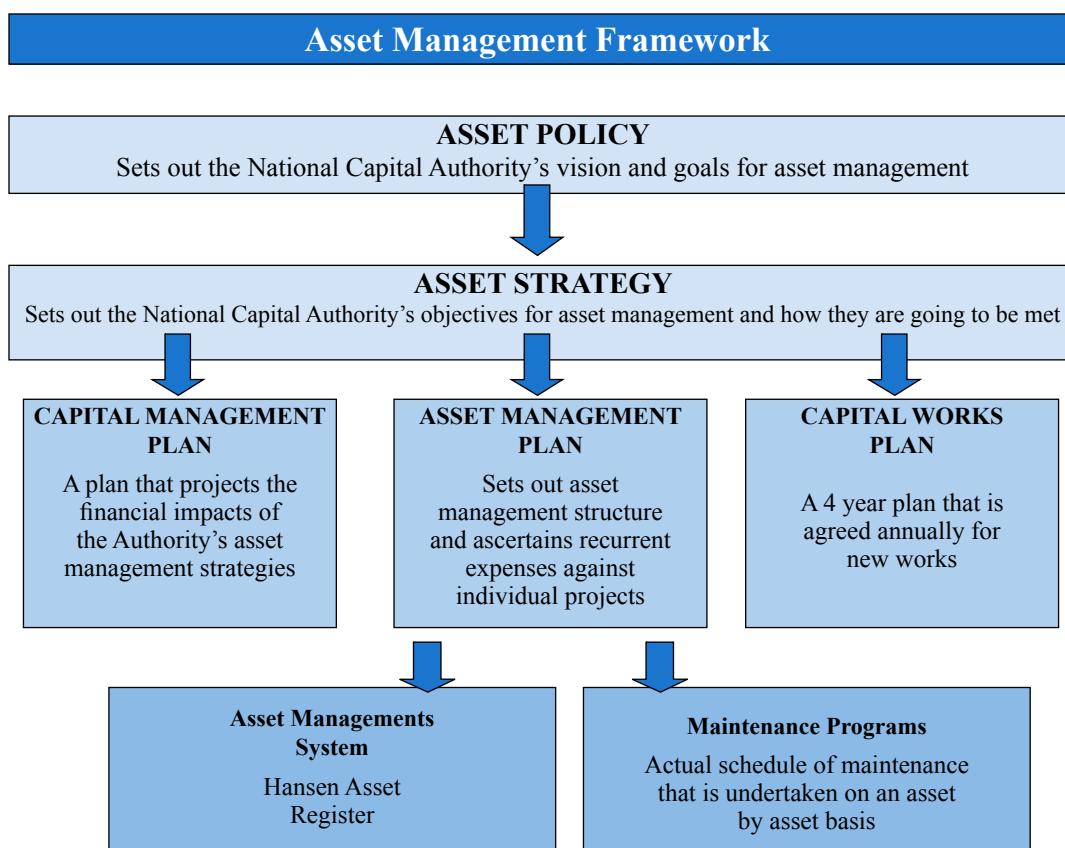 Asset Management Framework
ASSET POLICY
Sets out the National Capital Authority’s vision and goals for asset management
ASSET STRATEGY
Sets out the National Capital Authority’s objectives for asset management and how they are going to be met
CAPITAL MANAGEMENT
PLAN
A plan that projects the
financial impacts of
the Authority’s asset
management strategies
ASSET MANAGEMENT
PLAN
Sets out asset
management structure
and ascertains recurrent
expenses against
individual projects
CAPITAL WORKS
PLAN
A 4 year plan that is
agreed annually for
new works
Asset Managements
System
Hansen Asset
Register
Maintenance Programs
Actual schedule of maintenance
that is undertaken on an asset
by asset basis